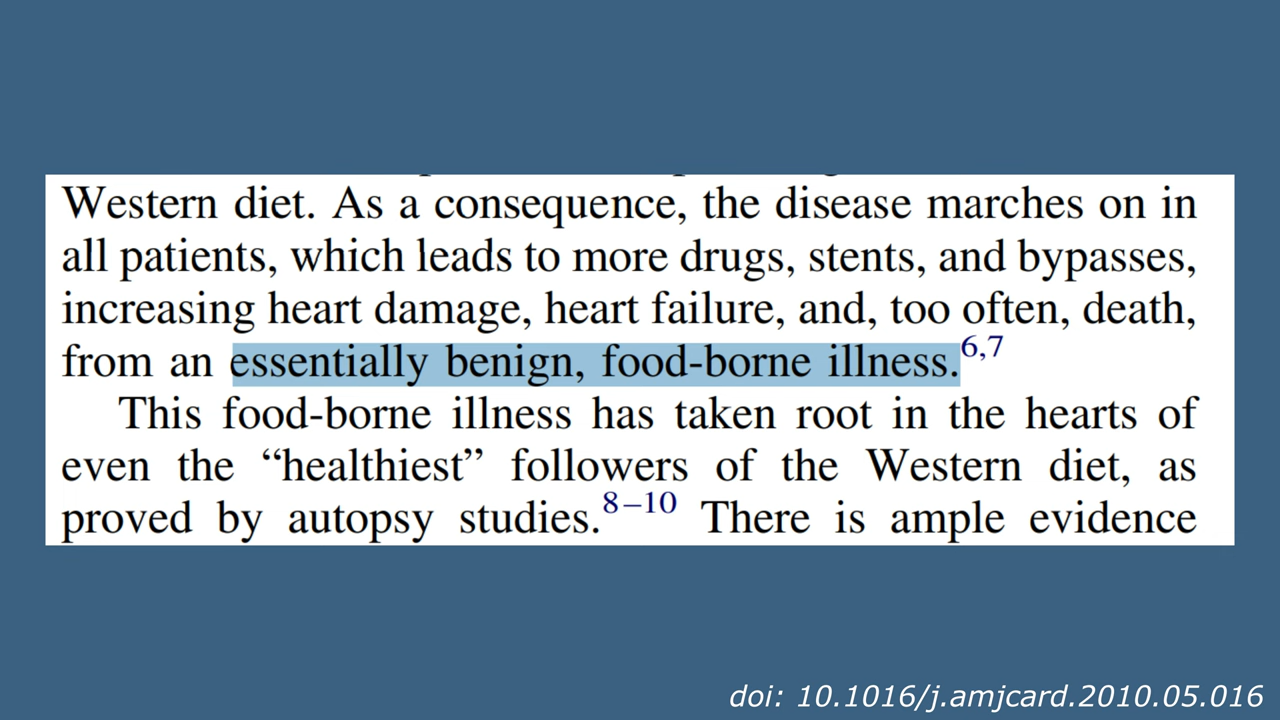 Western diet. As a consequence, the disease marches on in
all patients, which leads to more drugs, stents, and bypasses,
increasing heart damage, heart failure, and, too often, death,
from an essentially benign, food-borne illness.6,7
This food-borne illness has taken root in the hearts of
even the “healthiest” followers of the Western diet, as
proved by autopsy studies.8–10 There is ample evidence
doi: 10.1016/j.amjcard.2010.05.016